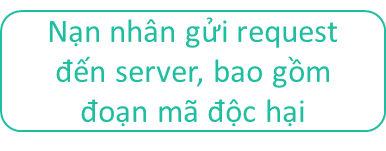 Nạn nhân gửi request
đến server, bao gồm
đoạn mã độc hại